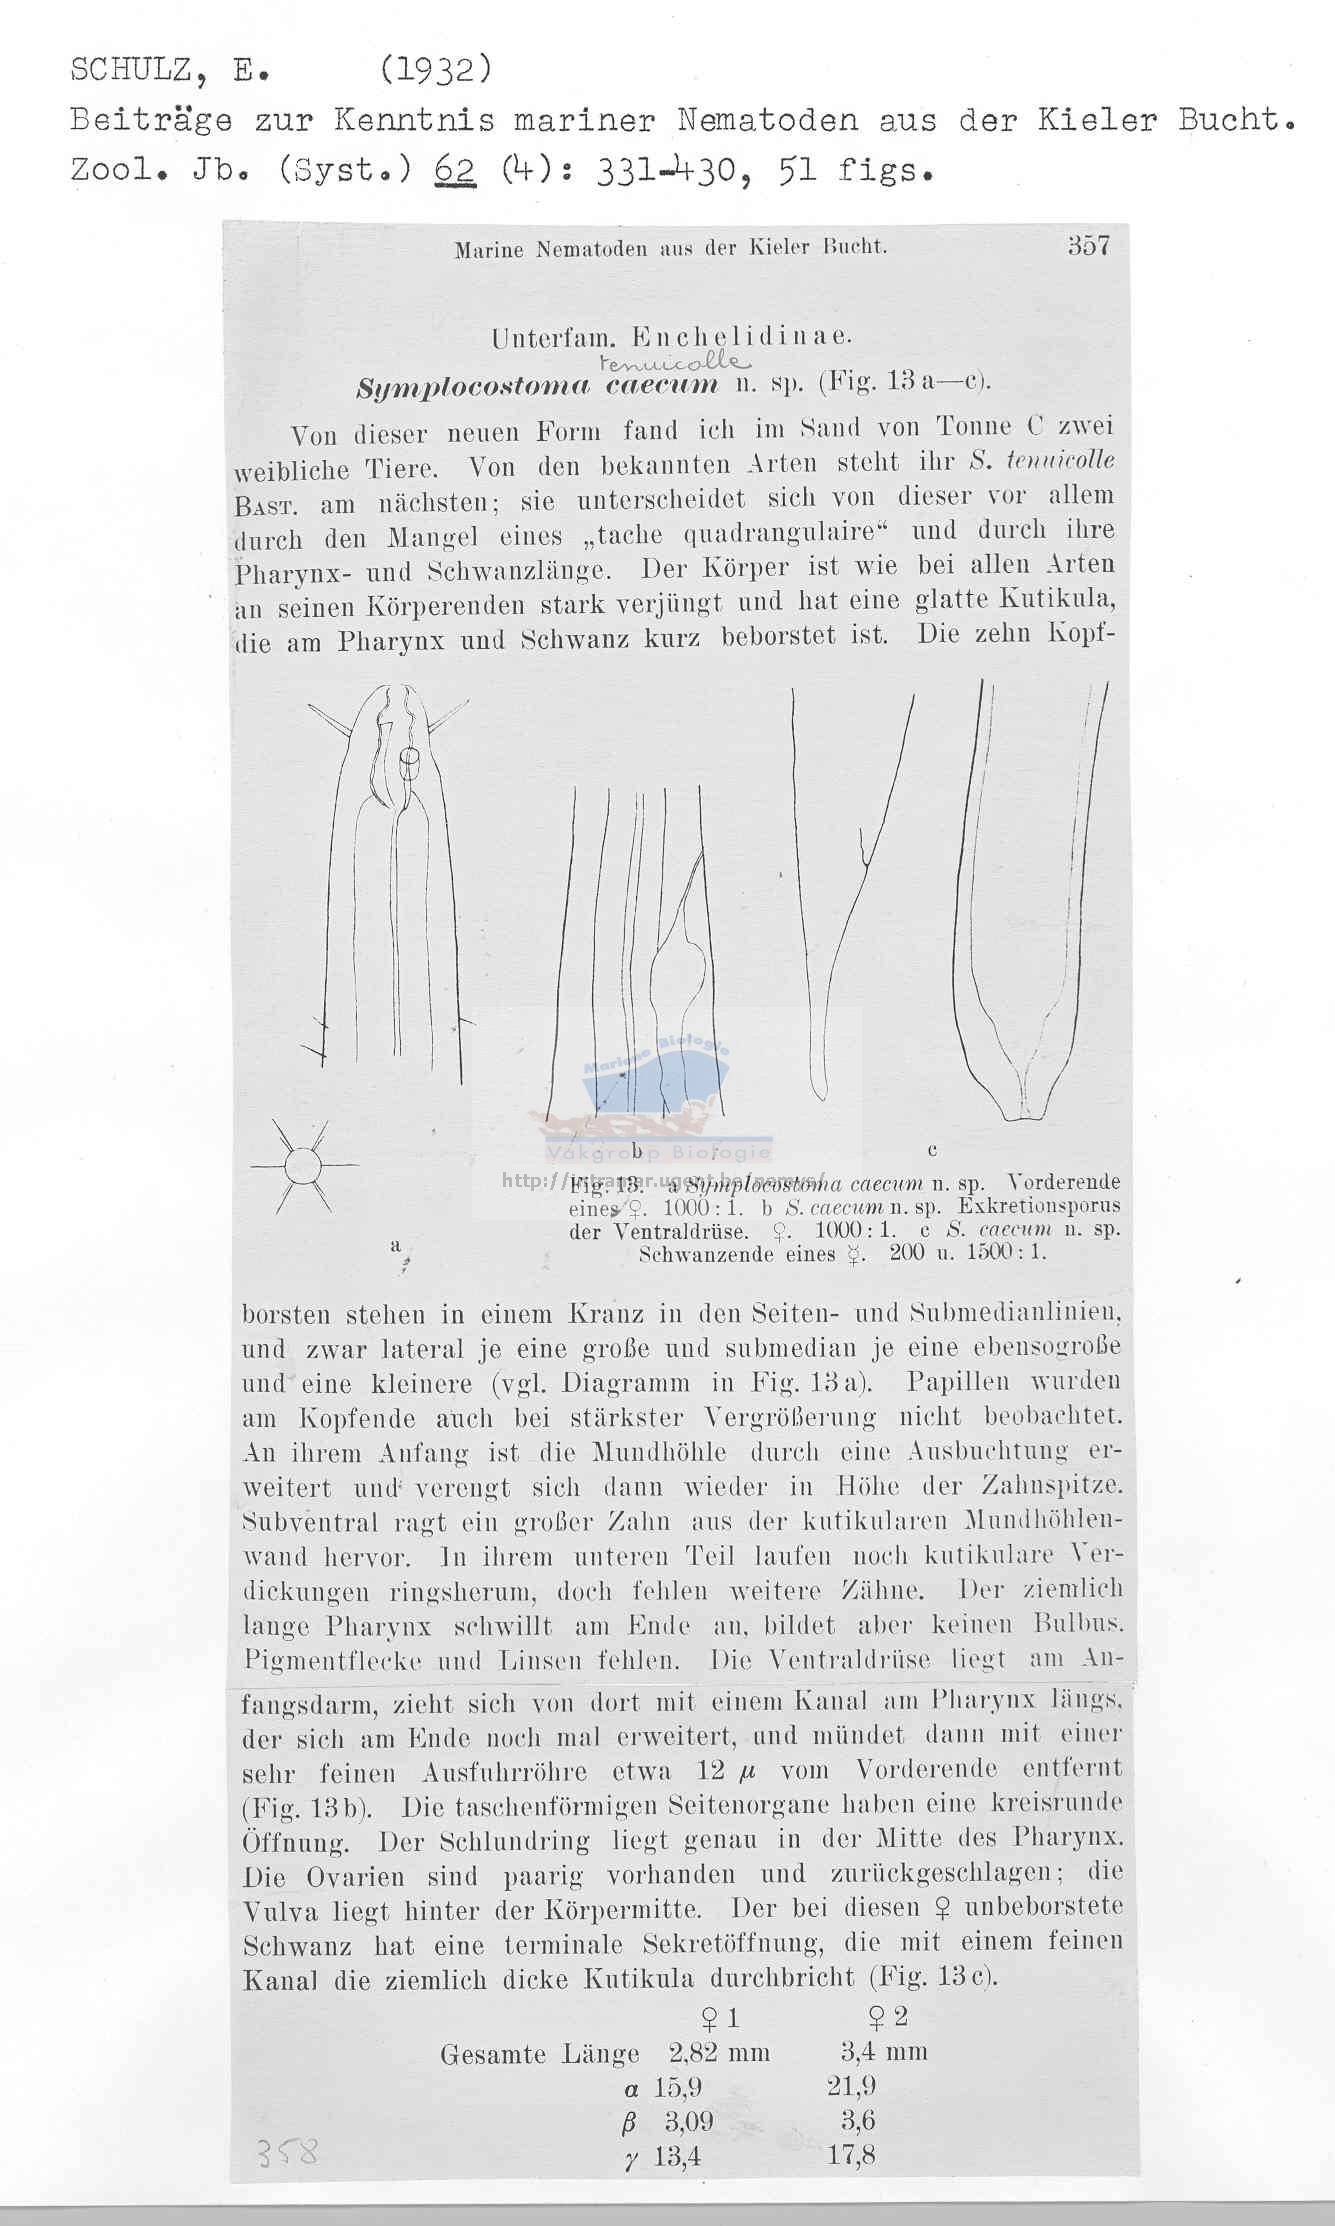 SCHULZ, E. (1932)
Beiträge zur Kenntnis mariner Nematoden aus der Kieler Bucht.
Zool. Jb. (Syst.) 62 (4): 331-430, 51 figs.
Marine Nematoden aus der Kieler Bucht. 357
Unterfam. Enchelidinae.
tenuicolle
Symplocostoma caecum n. sp. (Fig. 13 a—c).
Von dieser neuen Form fand ich im Sand von Tonne C zwei
weibliche Tiere. Von den bekannten Arten steht ihr S. tenuicolle
BAST. am nächsten; sie unterscheidet sich von dieser vor allem
durch den Mangel eines „tache quadrangulaire“ und durch ihre
Pharynx- und Schwanzlänge. Der Körper ist wie bei allen Arten
an seinen Körperenden stark verjüngt und hat eine glatte Kutikula,
die am Pharynx und Schwanz kurz beborstet ist. Die zehn Kopf-
Mariene Biologie
Vakgroep Biologie
http://intramar.ugent.be/nemys/
a
b
c
Fig. 13. a Symplocostoma caecum n. sp. Vorderende
eines ♀. 1000 : 1. b S. caecum n. sp. Exkretionsporus
der Ventraldrüse. ♀. 1000 : 1. c S. caecum n. sp.
Schwanzende eines ☿. 200 u. 1500 : 1.
borsten stehen in einem Kranz in den Seiten- und Submedianlinien,
und zwar lateral je eine große und submedian je eine ebensogroße
und eine kleinere (vgl. Diagramm in Fig. 13 a). Papillen wurden
am Kopfende auch bei stärkster Vergrößerung nicht beobachtet.
An ihrem Anfang ist die Mundhöhle durch eine Ausbuchtung er-
weitert und verengt sich dann wieder in Höhe der Zahnspitze.
Subventral ragt ein großer Zahn aus der kutikularen Mundhöhlen-
wand hervor. In ihrem unteren Teil laufen noch kutikulare Ver-
dickungen ringsherum, doch fehlen weitere Zähne. Der ziemlich
lange Pharynx schwillt am Ende an, bildet aber keinen Bulbus.
Pigmentflecke und Linsen fehlen. Die Ventraldrüse liegt am An-
fangsdarm, zieht sich von dort mit einem Kanal am Pharynx längs,
der sich am Ende noch mal erweitert, und mündet dann mit einer
sehr feinen Ausfuhrröhre etwa 12 μ vom Vorderende entfernt
(Fig. 13 b). Die taschenförmigen Seitenorgane haben eine kreisrunde
Öffnung. Der Schlundring liegt genau in der Mitte des Pharynx.
Die Ovarien sind paarig vorhanden und zurückgeschlagen; die
Vulva liegt hinter der Körpermitte. Der bei diesen ♀ unbeborstete
Schwanz hat eine terminale Sekretöffnung, die mit einem feinen
Kanal die ziemlich dicke Kutikula durchbricht (Fig. 13 c).
♀ 1 ♀ 2
Gesamte Länge 2,82 mm 3,4 mm
α 15,9 21,9
β 3,09 3,6
γ 13,4 17,8
358